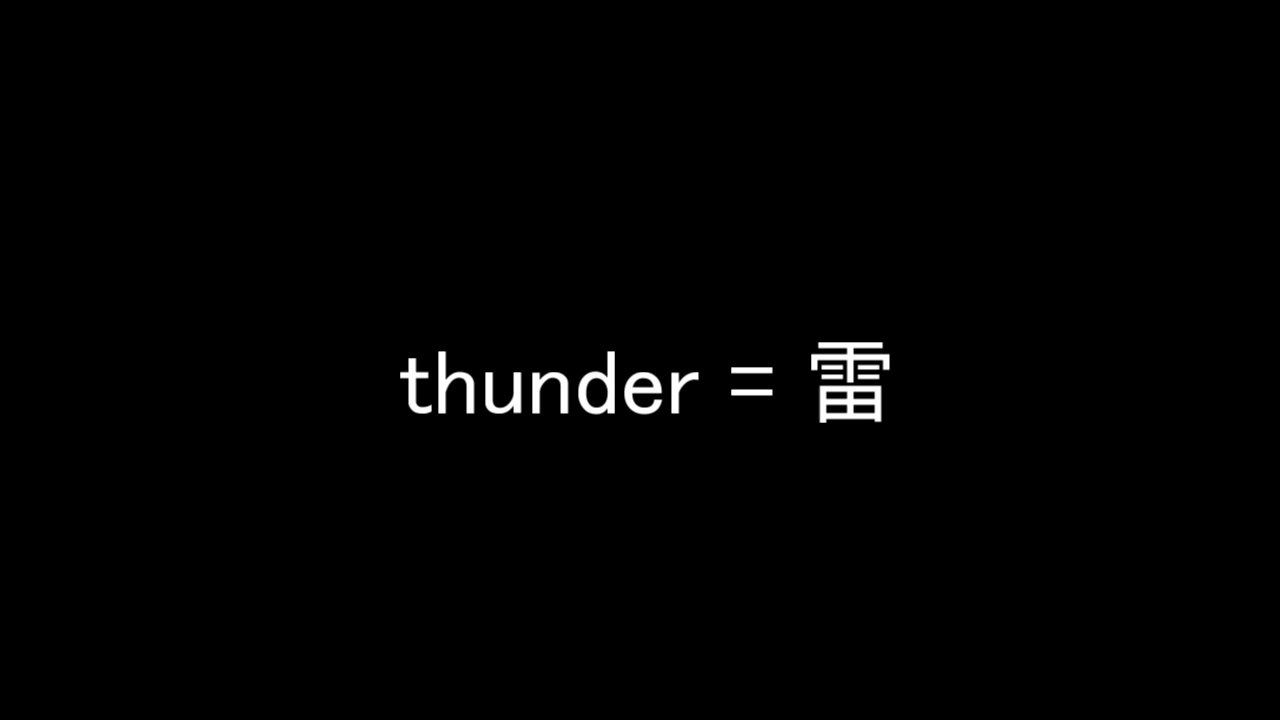 thunder = 雷